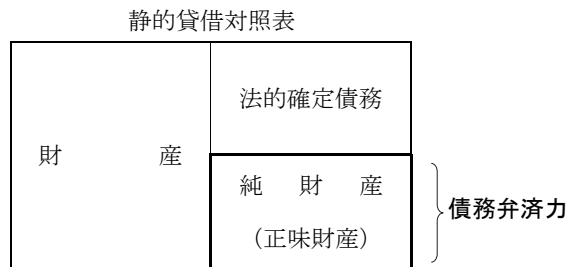 静的貸借対照表
法的確定債務
財　　　産
純　財　産
（正味財産）
債務弁済力